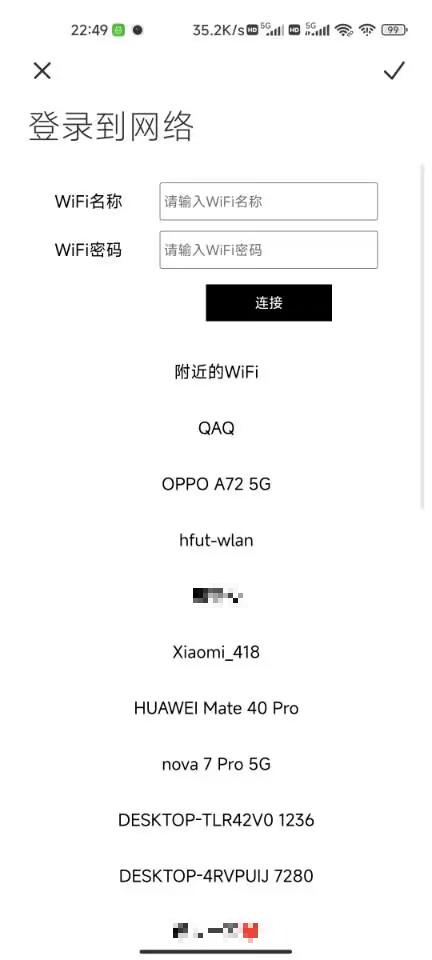 22:49
35.2K/s HD 5G HD 5G 99
登录到网络
WiFi名称 请输入WiFi名称
WiFi密码 请输入WiFi密码
连接
附近的WiFi
QAQ
OPPO A72 5G
hfut-wlan
Xiaomi_418
HUAWEI Mate 40 Pro
nova 7 Pro 5G
DESKTOP-TLR42V0 1236
DESKTOP-4RVPUIJ 7280